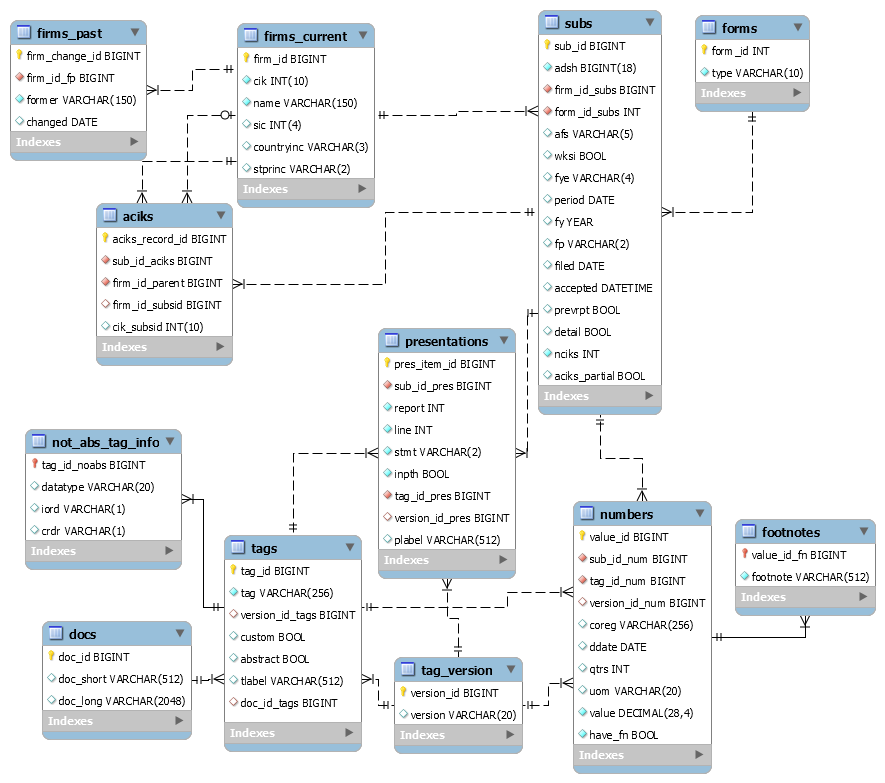 firms_past
firm_change_id BIGINT
firm_id_fp BIGINT
former VARCHAR(150)
changed DATE
Indexes
firms_current
firm_id BIGINT
cik INT(10)
name VARCHAR(150)
sic INT(4)
countryinc VARCHAR(3)
stprinc VARCHAR(2)
Indexes
subs
sub_id BIGINT
adsh BIGINT(18)
firm_id_subs BIGINT
form_id_subs INT
afs VARCHAR(5)
wksi BOOL
fye VARCHAR(4)
period DATE
fy YEAR
fp VARCHAR(2)
filed DATE
accepted DATETIME
prevrpt BOOL
detail BOOL
nciks INT
aciks_partial BOOL
Indexes
forms
form_id INT
type VARCHAR(10)
Indexes
aciks
aciks_record_id BIGINT
sub_id_aciks BIGINT
firm_id_parent BIGINT
firm_id_subsid BIGINT
cik_subsid INT(10)
Indexes
presentations
pres_item_id BIGINT
sub_id_pres BIGINT
report INT
line INT
stmt VARCHAR(2)
inpth BOOL
tag_id_pres BIGINT
version_id_pres BIGINT
plabel VARCHAR(512)
Indexes
not_abs_tag_info
tag_id_noabs BIGINT
datatype VARCHAR(20)
iord VARCHAR(1)
crdr VARCHAR(1)
Indexes
tags
tag_id BIGINT
tag VARCHAR(256)
version_id_tags BIGINT
custom BOOL
abstract BOOL
tlabel VARCHAR(512)
doc_id_tags BIGINT
Indexes
numbers
value_id BIGINT
sub_id_num BIGINT
tag_id_num BIGINT
version_id_num BIGINT
coreg VARCHAR(256)
ddate DATE
qtrs INT
uom VARCHAR(20)
value DECIMAL(28,4)
have_fn BOOL
Indexes
footnotes
value_id_fn BIGINT
footnote VARCHAR(512)
Indexes
docs
doc_id BIGINT
doc_short VARCHAR(512)
doc_long VARCHAR(2048)
Indexes
tag_version
version_id BIGINT
version VARCHAR(20)
Indexes